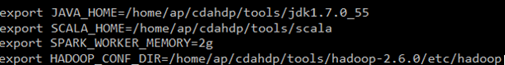 export JAVA_HOME=/home/ap/cdahdp/tools/jdk1.7.0_55
export SCALA_HOME=/home/ap/cdahdp/tools/scala
export SPARK_WORKER_MEMORY=2g
export HADOOP_CONF_DIR=/home/ap/cdahdp/tools/hadoop-2.6.0/etc/hadoop